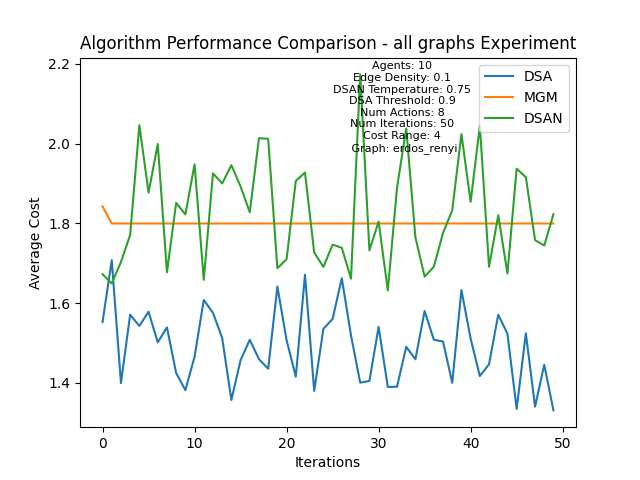 Algorithm Performance Comparison - all graphs Experiment
Agents: 10
Edge Density: 0.1
DSAN Temperature: 0.75
DSA Threshold: 0.9
Num Actions: 8
Num Iterations: 50
Cost Range: 4
Graph: erdos_renyi
DSA
MGM
DSAN
Average Cost
2.2
2.0
1.8
1.6
1.4
0
10
20
30
40
50
Iterations